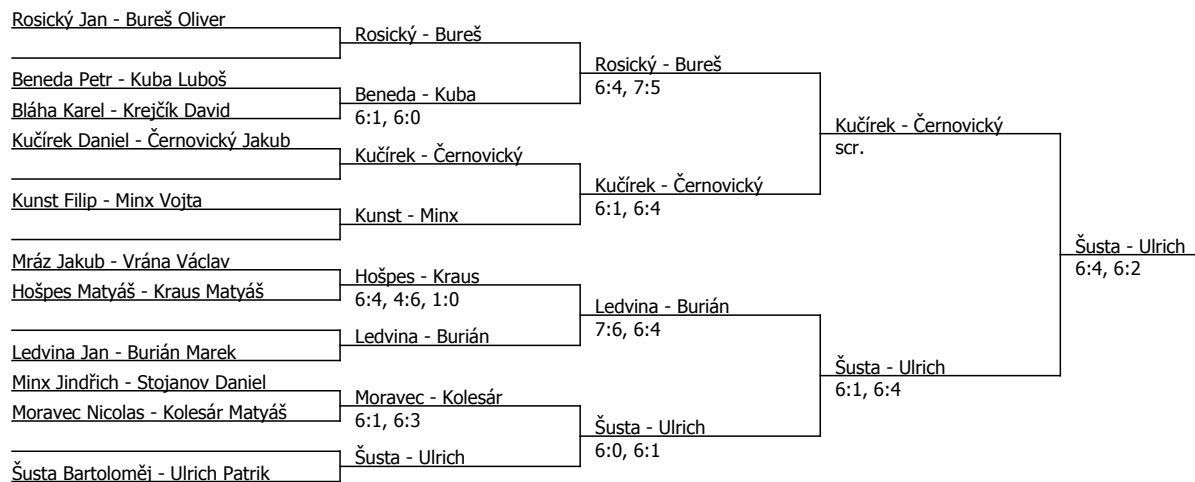 Rosický Jan - Bureš Oliver
Rosický - Bureš
Rosický - Bureš
6:4, 7:5
Beneda Petr - Kuba Luboš
Beneda - Kuba
6:1, 6:0
Bláha Karel - Krejčík David
Kučírek - Černovický
scr.
Kučírek Daniel - Černovický Jakub
Kučírek - Černovický
Kučírek - Černovický
6:1, 6:4
Kunst Filip - Minx Vojta
Kunst - Minx
Šusta - Ulrich
6:4, 6:2
Mráz Jakub - Vrána Václav
Hošpes - Kraus
6:4, 4:6, 1:0
Hošpes Matyáš - Kraus Matyáš
Ledvina - Burián
7:6, 6:4
Ledvina - Burián
Ledvina Jan - Burián Marek
Šusta - Ulrich
6:1, 6:4
Minx Jindřich - Stojanov Daniel
Moravec - Kolesár
6:1, 6:3
Moravec Nicolas - Kolesár Matyáš
Šusta - Ulrich
6:0, 6:1
Šusta - Ulrich
Šusta Bartoloměj - Ulrich Patrik